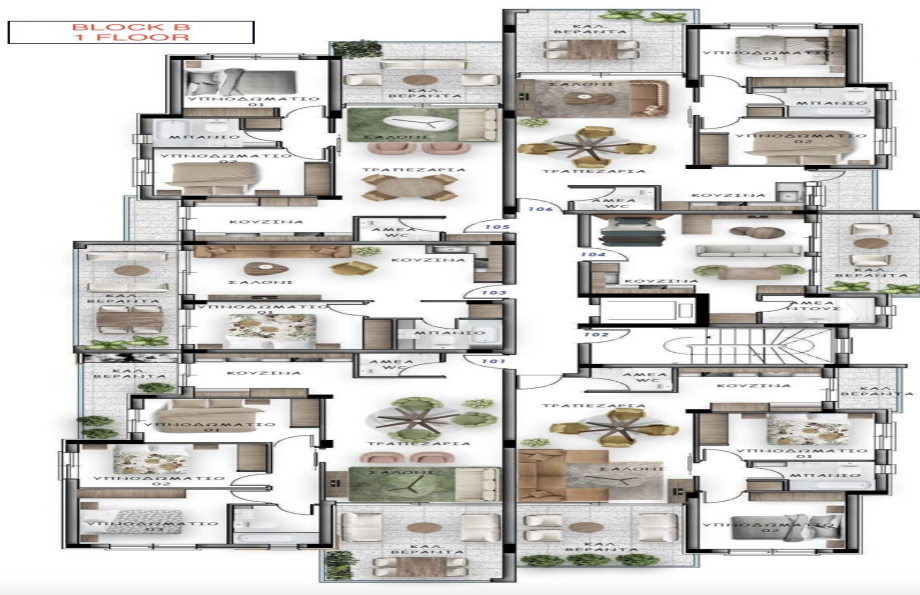 BLOCK B
1 FLOOR
ΚΑΛ.
ΒΕΡΑΝΤΑ
ΥΠΝΟΔΩΜΑΤΙΟ
01
ΚΑΛ.
ΒΕΡΑΝΤΑ
ΥΠΝΟΔΩΜΑΤΙΟ
01
ΣΑΛΟΝΙ
ΜΠΑΝΙΟ
ΜΠΑΝΙΟ
ΣΑΛΟΝΙ
ΥΠΝΟΔΩΜΑΤΙΟ
02
ΥΠΝΟΔΩΜΑΤΙΟ
02
ΤΡΑΠΕΖΑΡΙΑ
ΤΡΑΠΕΖΑΡΙΑ
ΚΟΥΖΙΝΑ
ΑΜΕΑ
WC
106
ΚΟΥΖΙΝΑ
ΑΜΕΑ
WC
105
104
ΚΟΥΖΙΝΑ
ΣΑΛΟΝΙ
ΚΟΥΖΙΝΑ
ΚΑΛ.
ΒΕΡΑΝΤΑ
103
ΚΑΛ.
ΒΕΡΑΝΤΑ
ΥΠΝΟΔΩΜΑΤΙΟ
01
ΑΜΕΑ
ΝΤΟΥΣ
ΜΠΑΝΙΟ
102
101
ΚΑΛ.
ΒΕΡΑΝΤΑ
ΚΟΥΖΙΝΑ
ΑΜΕΑ
WC
ΑΜΕΑ
WC
ΚΟΥΖΙΝΑ
ΚΑΛ.
ΒΕΡΑΝΤΑ
ΤΡΑΠΕΖΑΡΙΑ
ΥΠΝΟΔΩΜΑΤΙΟ
01
ΤΡΑΠΕΖΑΡΙΑ
ΥΠΝΟΔΩΜΑΤΙΟ
01
ΥΠΝΟΔΩΜΑΤΙΟ
02
ΣΑΛΟΝΙ
ΣΑΛΟΝΙ
ΜΠΑΝΙΟ
ΥΠΝΟΔΩΜΑΤΙΟ
03
ΥΠΝΟΔΩΜΑΤΙΟ
02
ΚΑΛ.
ΒΕΡΑΝΤΑ
ΚΑΛ.
ΒΕΡΑΝΤΑ